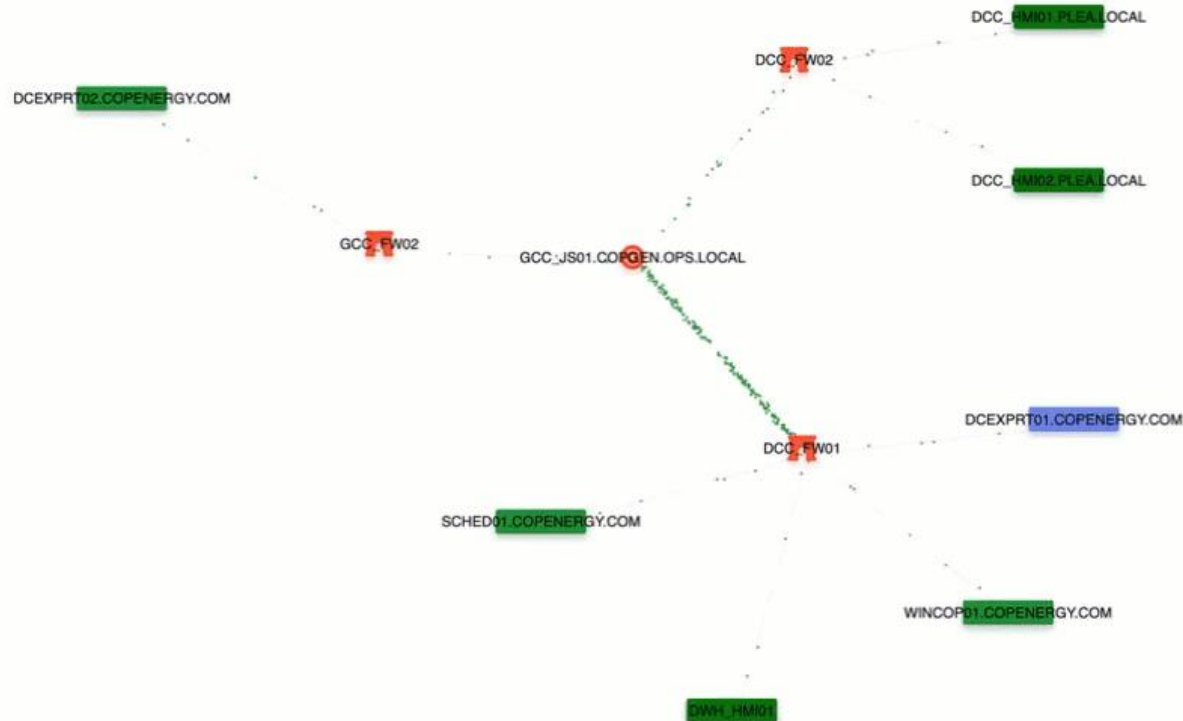 DCC_HMI01.PLEA.LOCAL
DCC_FW02
DCEXPRT02.COPENERGY.COM
DCC_HMI02.PLEA.LOCAL
GCC_FW02
GCC_JS01.COPGEN.OPS.LOCAL
DCEXPRT01.COPENERGY.COM
DCC_FW01
SCHED01.COPENERGY.COM
WINCOP01.COPENERGY.COM
DWH_HMI01